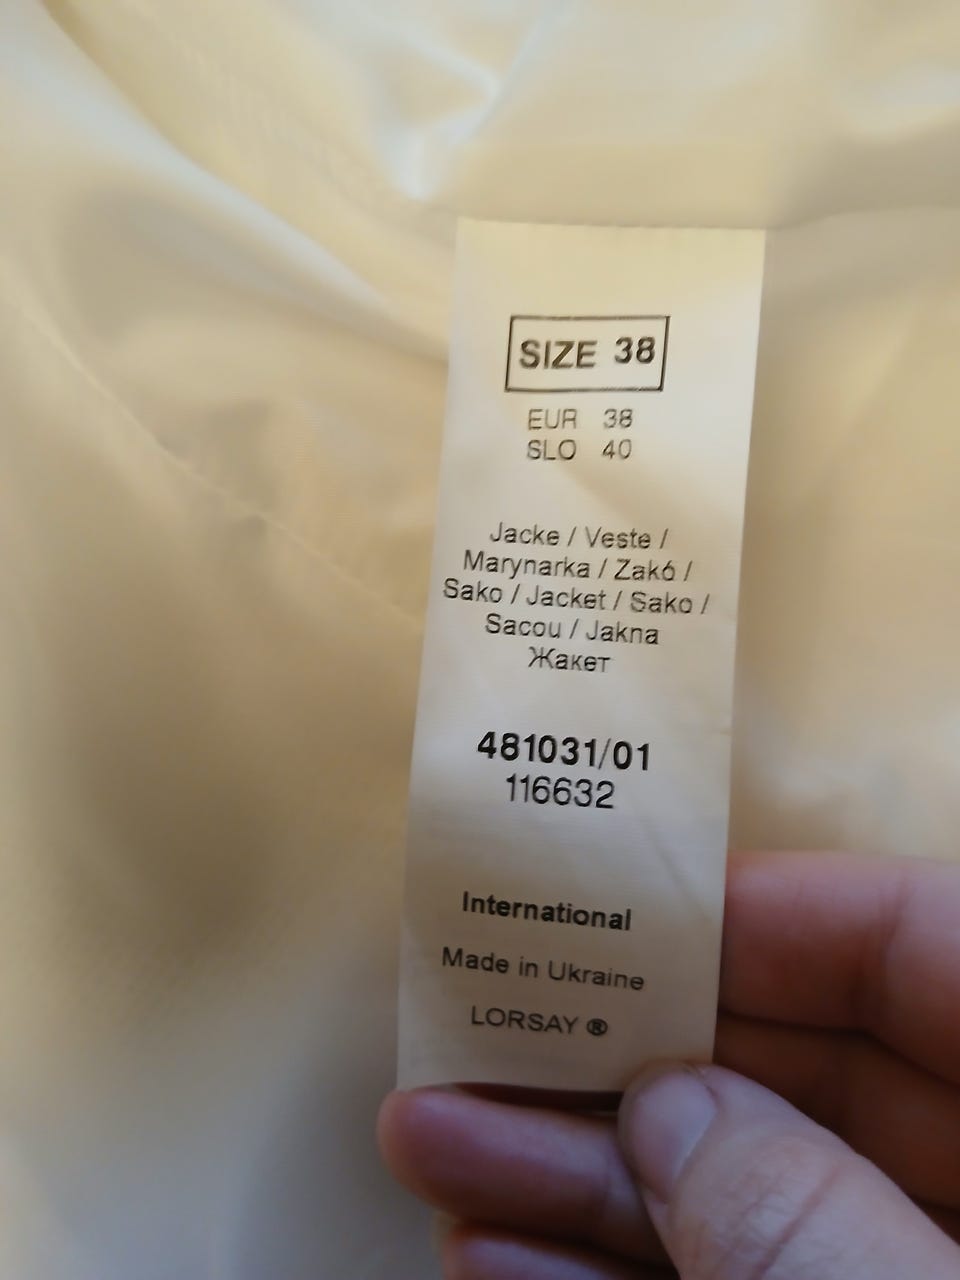 SIZE 38
EUR 38
SLO 40
Jacke / Veste /
Marynarka / Zakó /
Sako / Jacket / Sako /
Sacou / Jakna
Жакет
481031/01
116632
International
Made in Ukraine
LORSAY ®